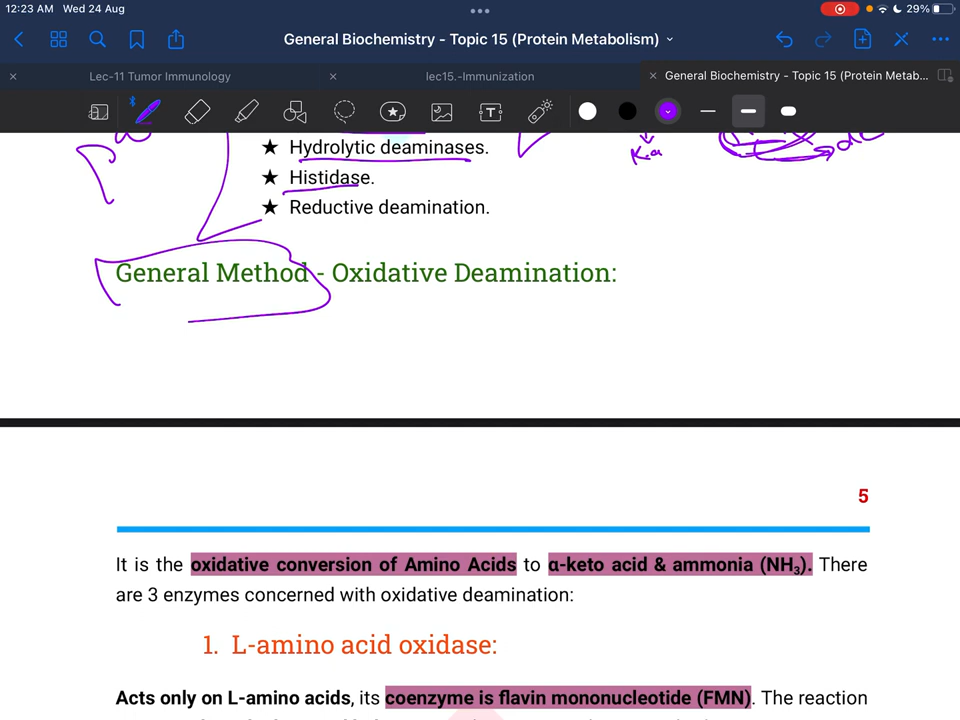 12:23 AM Wed 24 Aug
29%
General Biochemistry - Topic 15 (Protein Metabolism)
Lec-11 Tumor Immunology
lec15.-Immunization
General Biochemistry - Topic 15 (Protein Metab...
★ Hydrolytic deaminases.
★ Histidase.
★ Reductive deamination.
General Method - Oxidative Deamination:
5
It is the oxidative conversion of Amino Acids to α-keto acid & ammonia (NH₃). There
are 3 enzymes concerned with oxidative deamination:
1. L-amino acid oxidase:
Acts only on L-amino acids, its coenzyme is flavin mononucleotide (FMN). The reaction